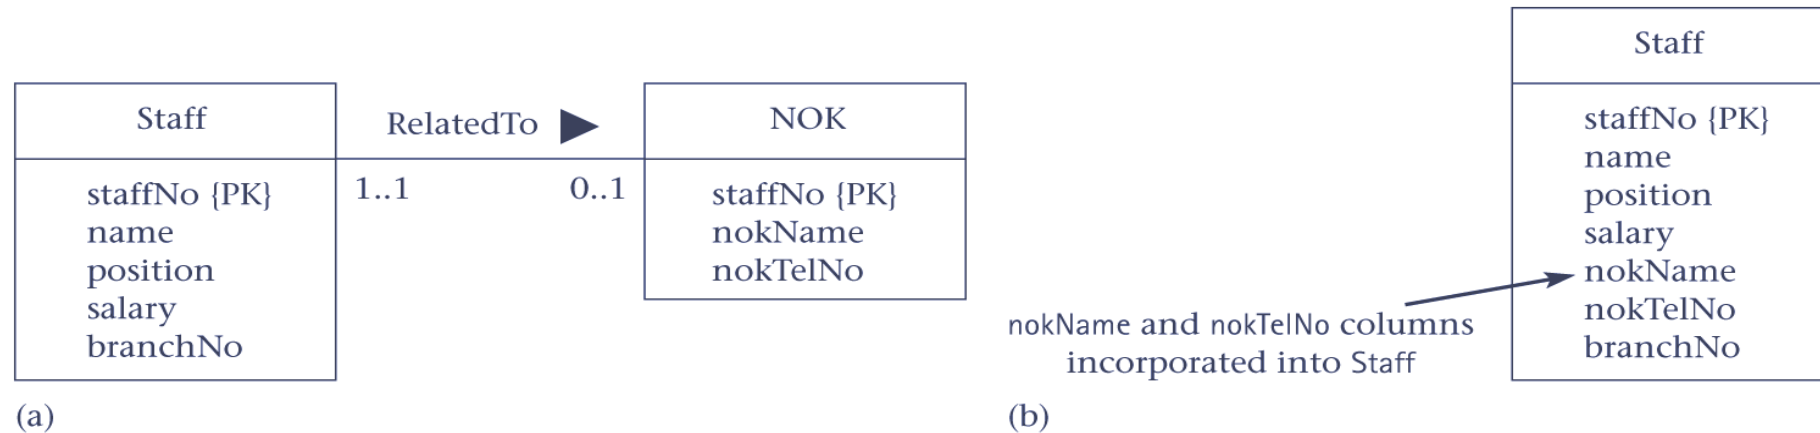 Staff
staffNo {PK}
name
position
salary
branchNo
RelatedTo
1..1
0..1
NOK
staffNo {PK}
nokName
nokTelNo
(a)
Staff
staffNo {PK}
name
position
salary
nokName
nokTelNo
branchNo
nokName and nokTelNo columns
incorporated into Staff
(b)